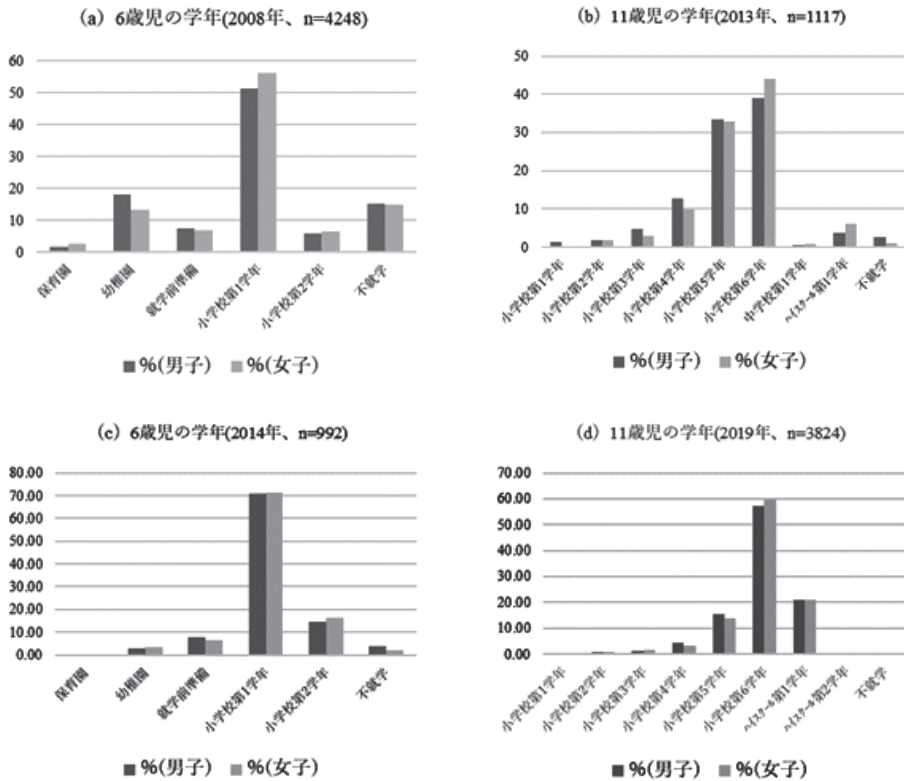 (a) 6歳児の学年(2008年、n=4248)
60
50
40
30
20
10
0
保育園
幼稚園
就学前準備
小学校第1学年
小学校第2学年
不就学
■%(男子) ■%(女子)
(b) 11歳児の学年(2013年、n=1117)
50
40
30
20
10
0
小学校第1学年
小学校第2学年
小学校第3学年
小学校第4学年
小学校第5学年
小学校第6学年
中学校第1学年
ハイスクール第1学年
不就学
■%(男子) ■%(女子)
(c) 6歳児の学年(2014年、n=992)
80.00
70.00
60.00
50.00
40.00
30.00
20.00
10.00
0.00
保育園
幼稚園
就学前準備
小学校第1学年
小学校第2学年
不就学
■%(男子) ■%(女子)
(d) 11歳児の学年(2019年、n=3824)
70.00
60.00
50.00
40.00
30.00
20.00
10.00
0.00
小学校第1学年
小学校第2学年
小学校第3学年
小学校第4学年
小学校第5学年
小学校第6学年
ハイスクール第1学年
ハイスクール第2学年
不就学
■%(男子) ■%(女子)